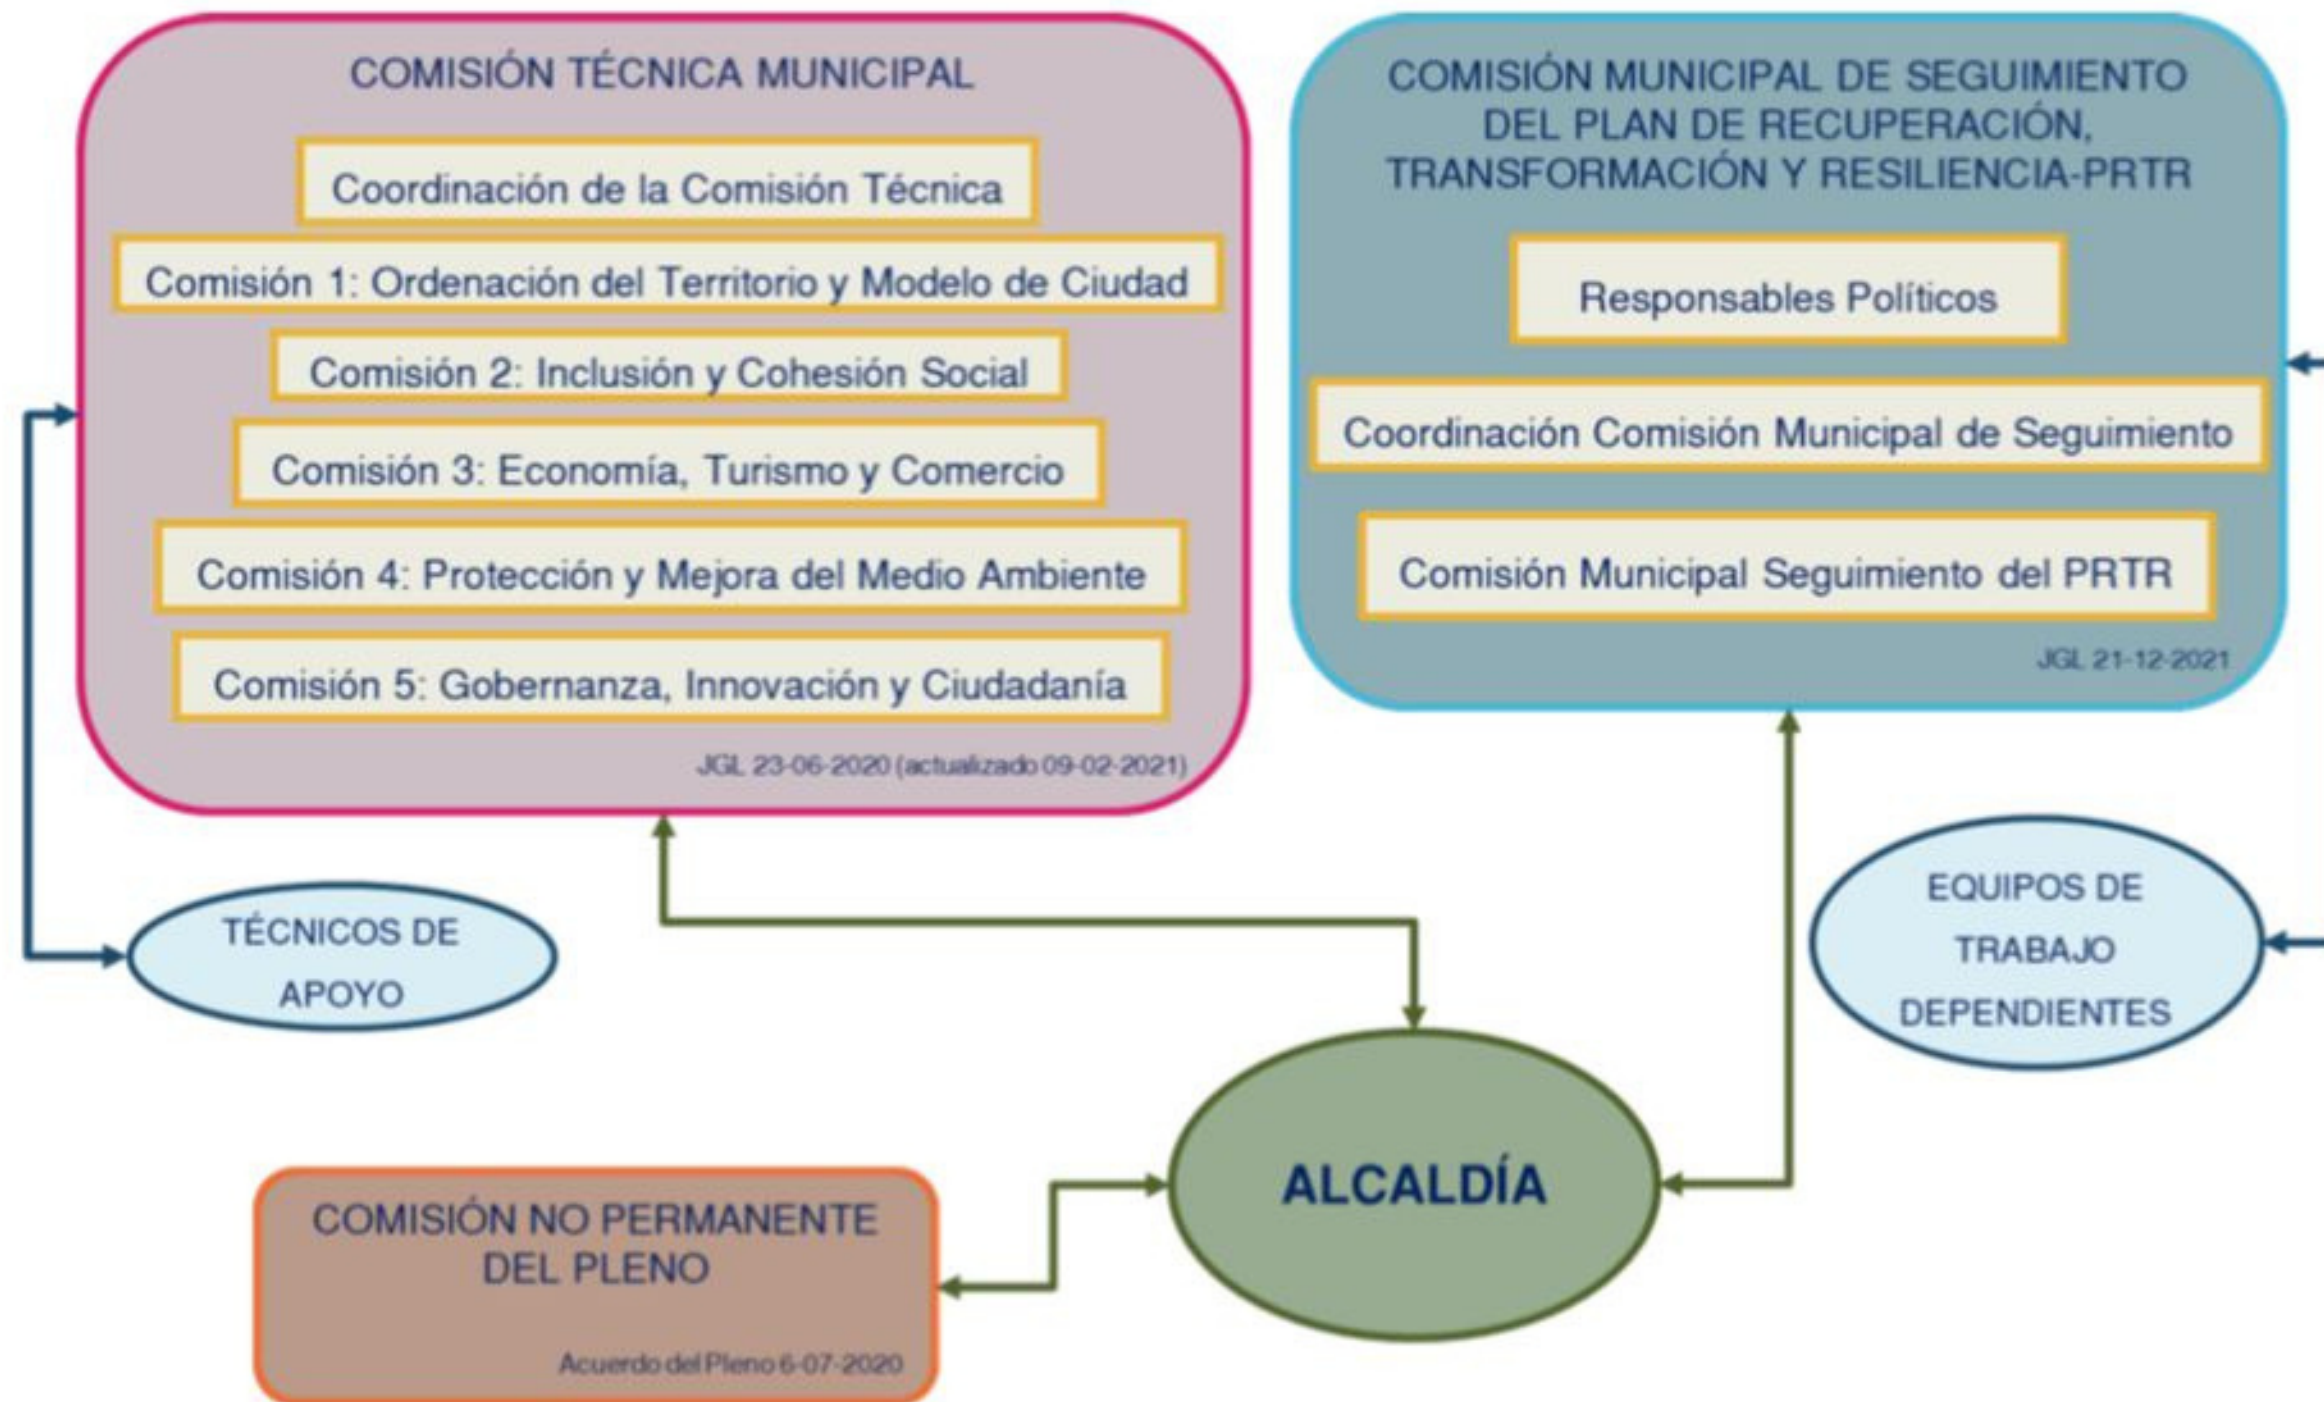 COMISIÓN TÉCNICA MUNICIPAL
Coordinación de la Comisión Técnica
Comisión 1: Ordenación del Territorio y Modelo de Ciudad
Comisión 2: Inclusión y Cohesión Social
Comisión 3: Economía, Turismo y Comercio
Comisión 4: Protección y Mejora del Medio Ambiente
Comisión 5: Gobernanza, Innovación y Ciudadanía
JGL 23-06-2020 (actualizado 09-02-2021)
COMISIÓN MUNICIPAL DE SEGUIMIENTO
DEL PLAN DE RECUPERACIÓN,
TRANSFORMACIÓN Y RESILIENCIA-PRTR
Responsables Políticos
Coordinación Comisión Municipal de Seguimiento
Comisión Municipal Seguimiento del PRTR
JGL 21-12-2021
TÉCNICOS DE
APOYO
EQUIPOS DE
TRABAJO
DEPENDIENTES
ALCALDÍA
COMISIÓN NO PERMANENTE
DEL PLENO
Acuerdo del Pleno 6-07-2020